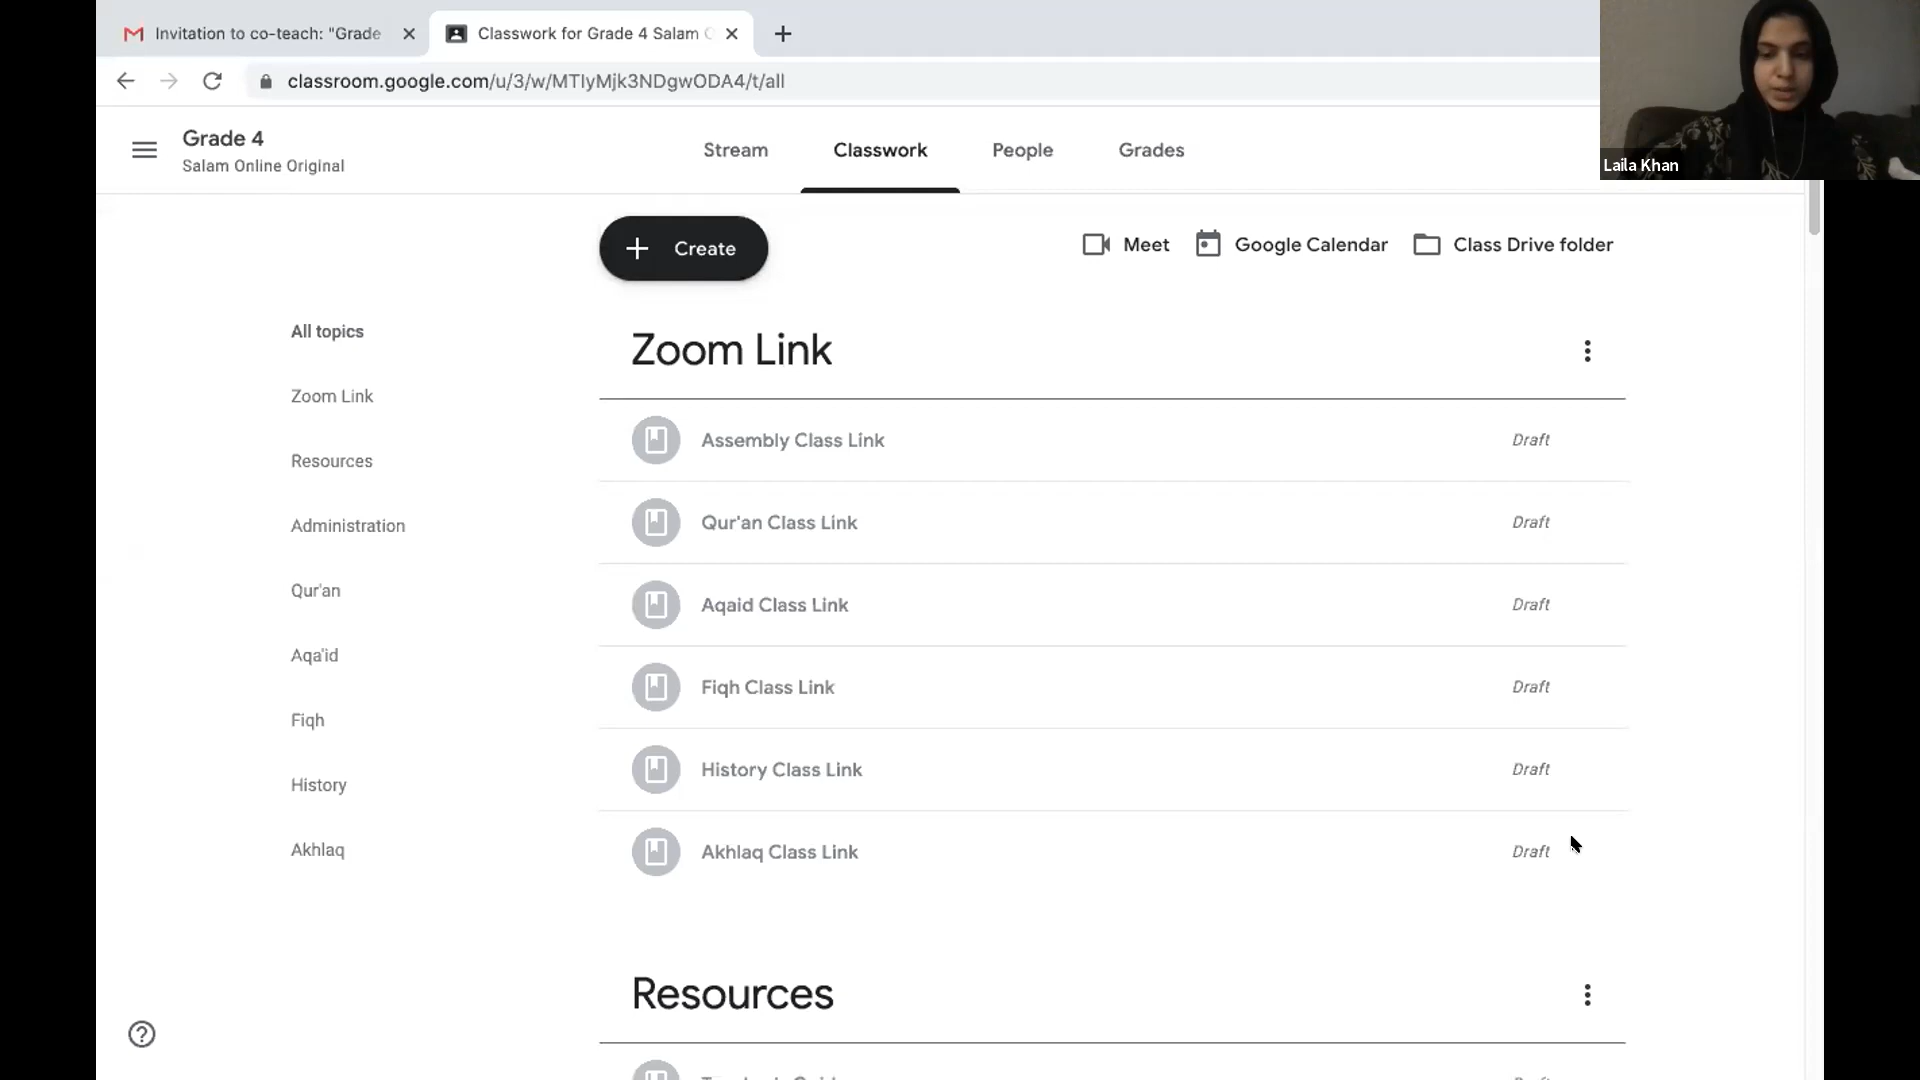 Invitation to co-teach: "Grade
Classwork for Grade 4 Salam
classroom.google.com/u/3/w/MTIyMjk3NDgwODA4/t/all
Laila Khan
Grade 4
Salam Online Original
Stream
Classwork
People
Grades
Create
Meet
Google Calendar
Class Drive folder
All topics
Zoom Link
Resources
Administration
Qur'an
Aqa'id
Fiqh
History
Akhlaq
Zoom Link
Assembly Class Link Draft
Qur'an Class Link Draft
Aqaid Class Link Draft
Fiqh Class Link Draft
History Class Link Draft
Akhlaq Class Link Draft
Resources